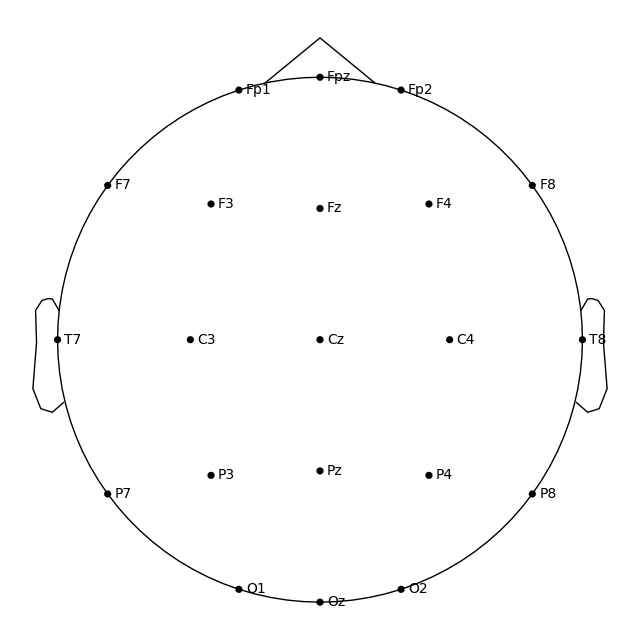 Fpz
Fp1 Fp2
F7 F8
F3 Fz F4
T7 C3 Cz C4 T8
P3 Pz P4
P7 P8
O1 O2
Oz